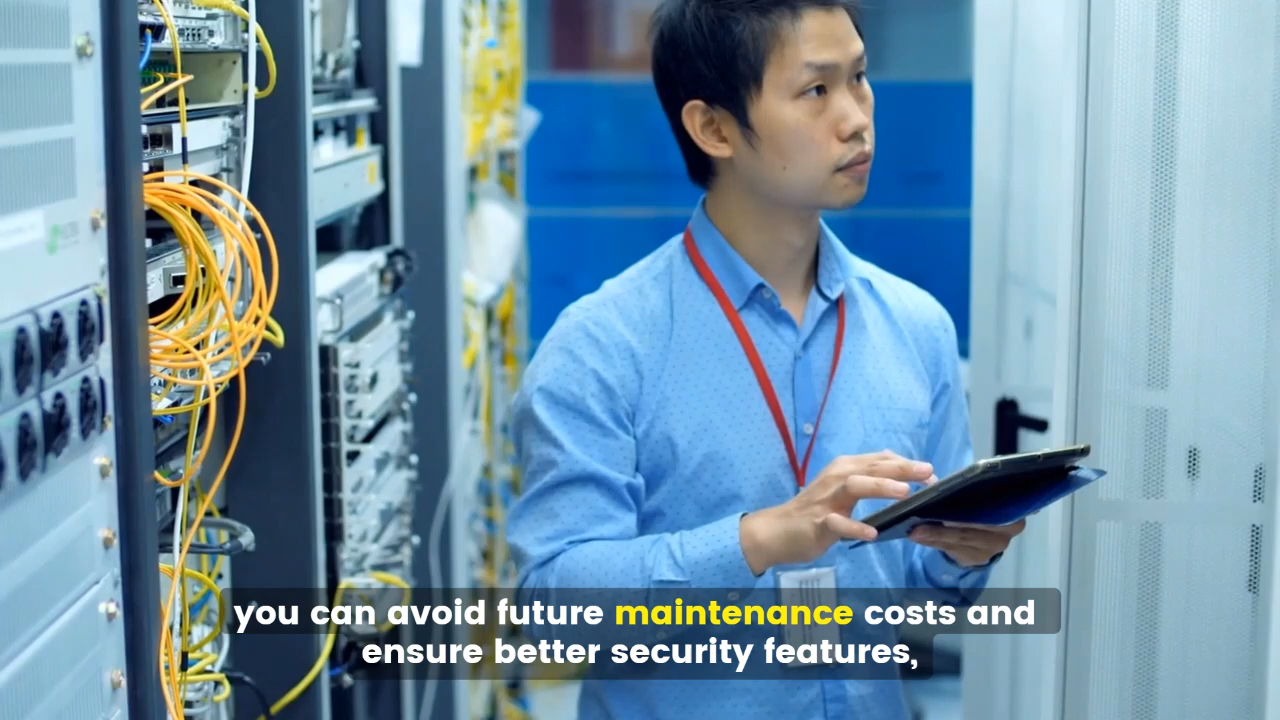 you can avoid future maintenance costs and
ensure better security features,